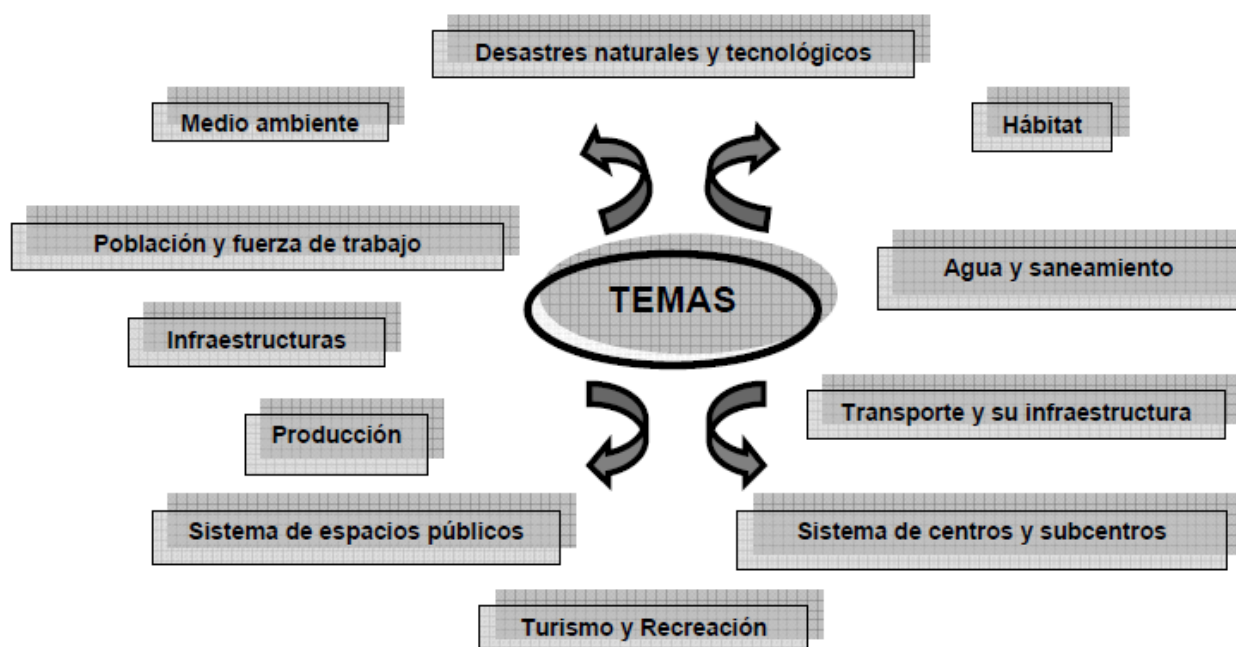 Desastres naturales y tecnológicos
Medio ambiente
Hábitat
Población y fuerza de trabajo
Agua y saneamiento
TEMAS
Infraestructuras
Transporte y su infraestructura
Producción
Sistema de espacios públicos
Sistema de centros y subcentros
Turismo y Recreación